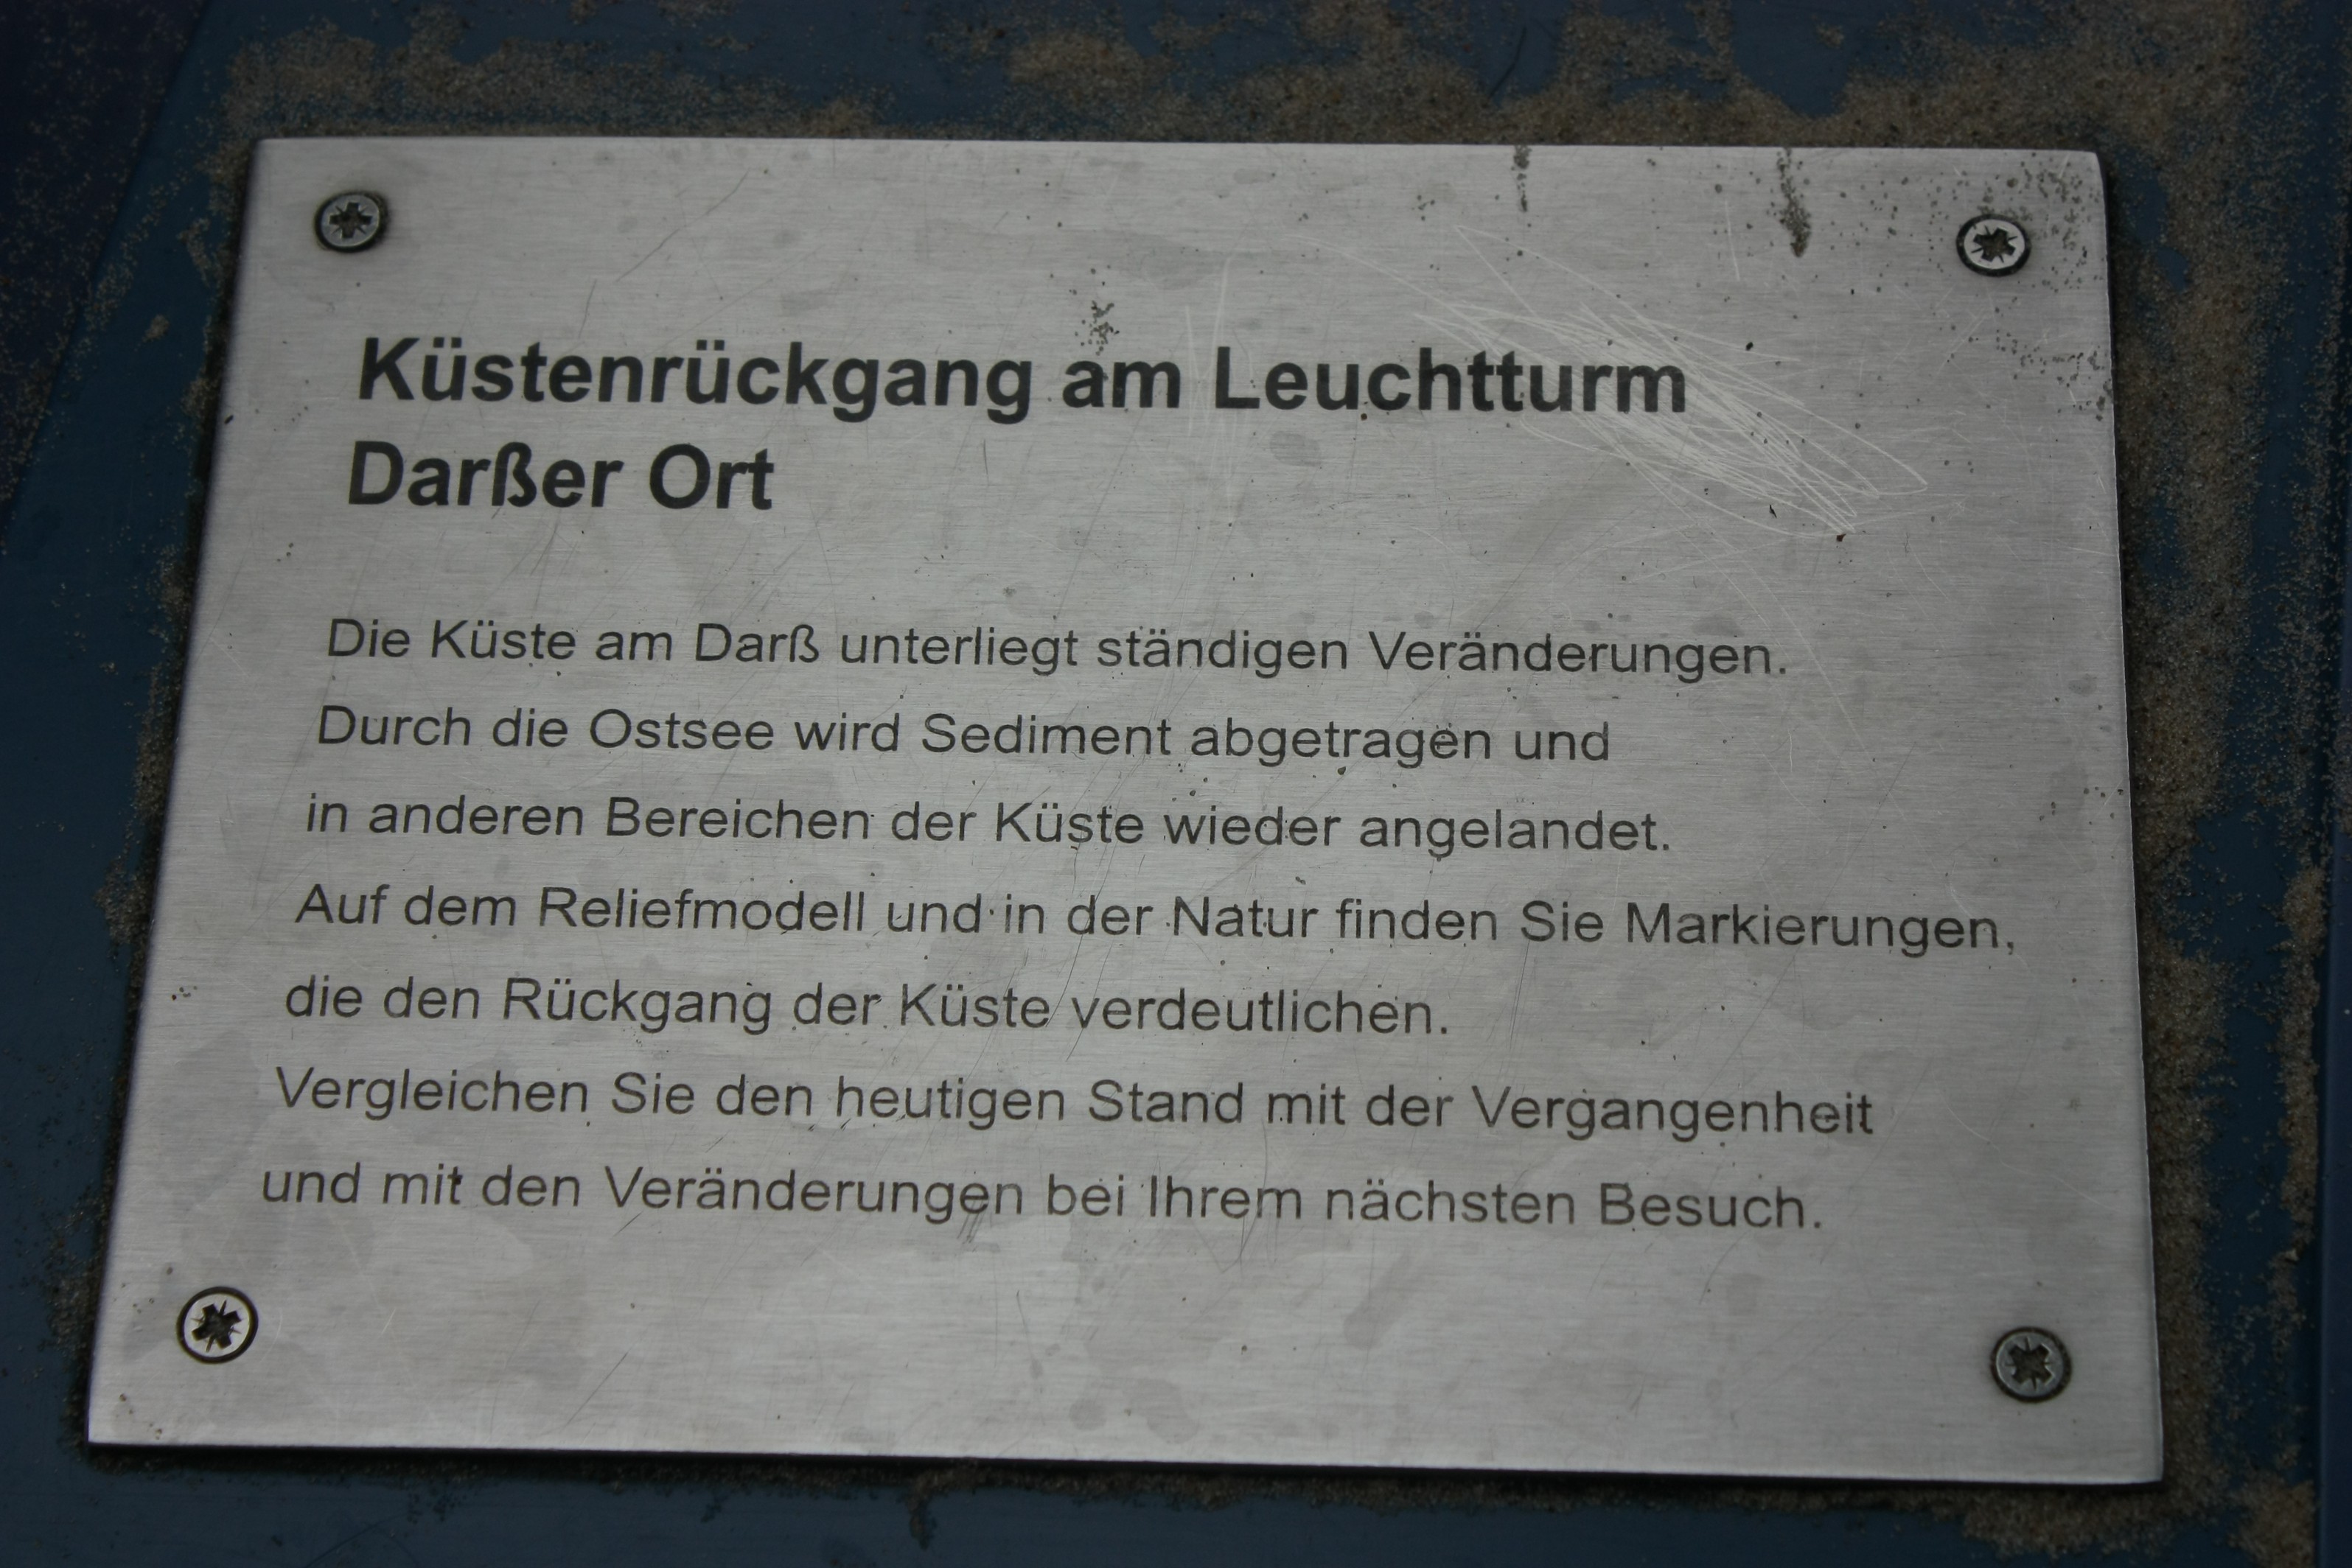 Küstenrückgang am Leuchtturm
Darßer Ort
Die Küste am Darß unterliegt ständigen Veränderungen.
Durch die Ostsee wird Sediment abgetragen und
in anderen Bereichen der Küste wieder angelandet.
Auf dem Reliefmodell und in der Natur finden Sie Markierungen,
die den Rückgang der Küste verdeutlichen.
Vergleichen Sie den heutigen Stand mit der Vergangenheit
und mit den Veränderungen bei Ihrem nächsten Besuch.